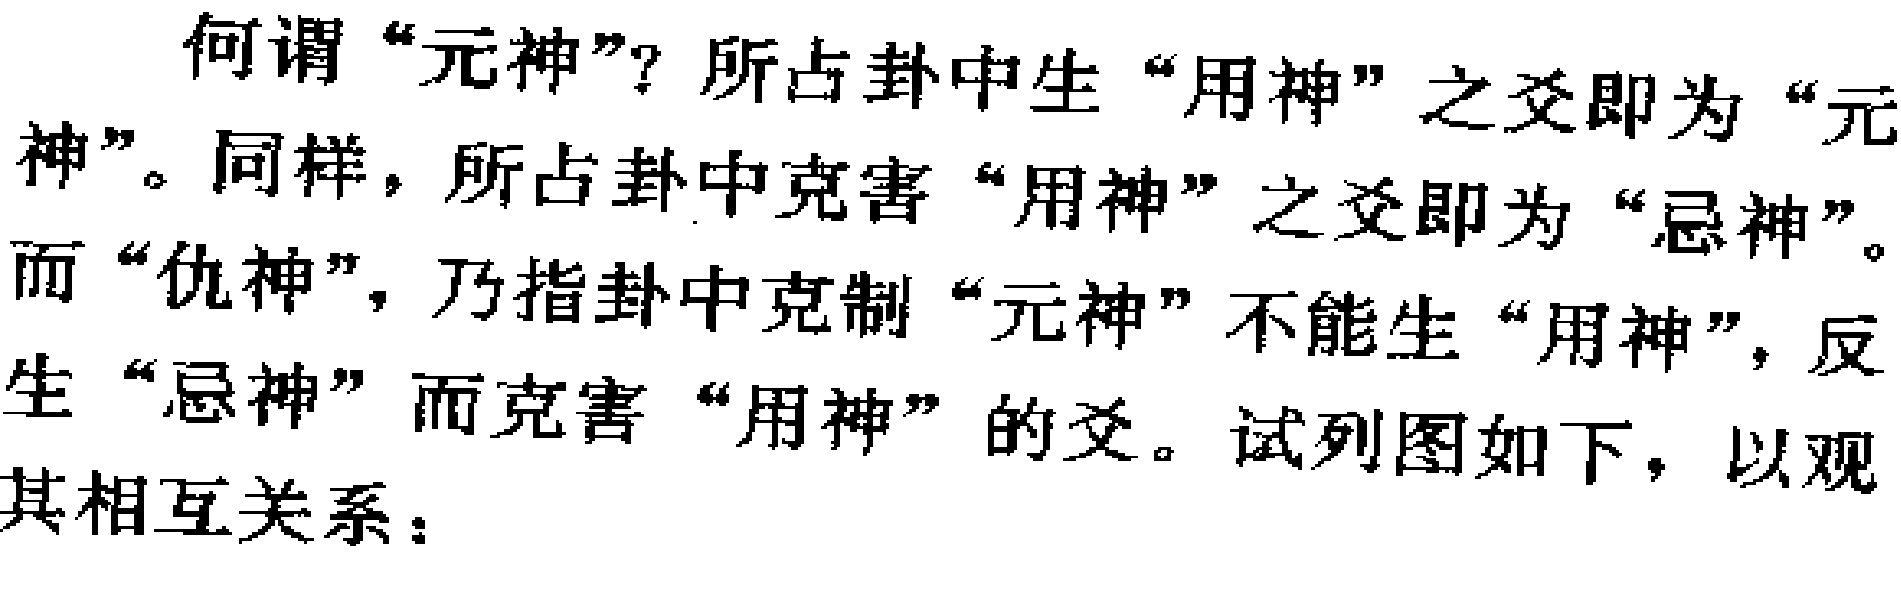 何谓“元神”？所占卦中生“用神”之爻即为“元
神”。同样，所占卦中克害“用神”之爻即为“忌神”。
而“仇神”，乃指卦中克制“元神”不能生“用神”，反
生“忌神”而克害“用神”的爻。试列图如下，以观
其相互关系：